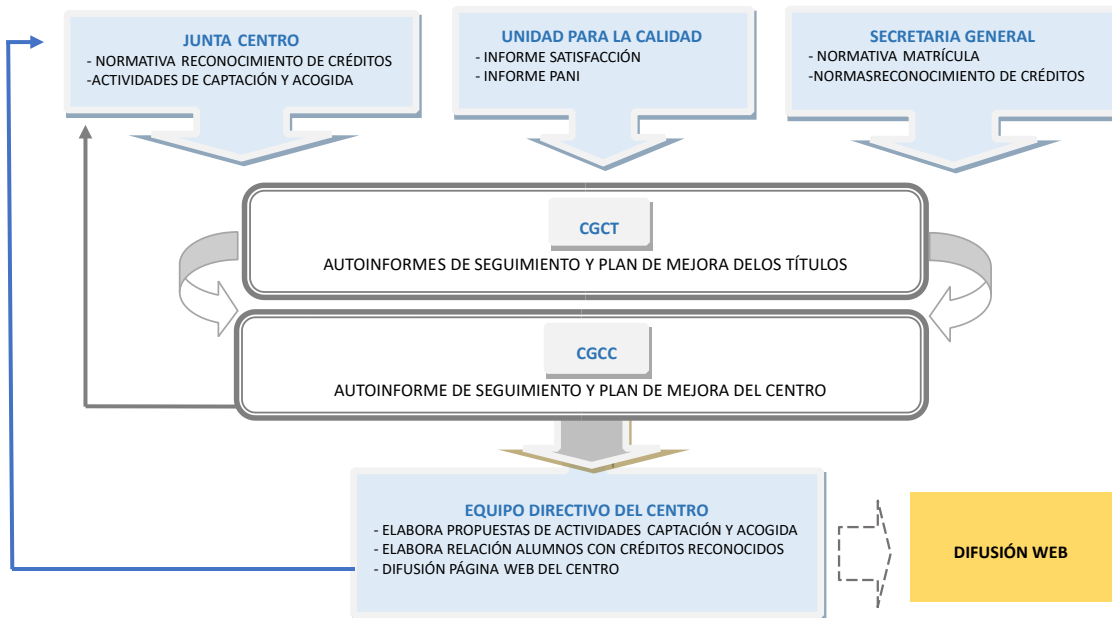 JUNTA CENTRO
- NORMATIVA RECONOCIMIENTO DE CRÉDITOS
-ACTIVIDADES DE CAPTACIÓN Y ACOGIDA
UNIDAD PARA LA CALIDAD
- INFORME SATISFACCIÓN
- INFORME PANI
SECRETARIA GENERAL
- NORMATIVA MATRÍCULA
-NORMASRECONOCIMIENTO DE CRÉDITOS
CGCT
AUTOINFORMES DE SEGUIMIENTO Y PLAN DE MEJORA DELOS TÍTULOS
CGCC
AUTOINFORME DE SEGUIMIENTO Y PLAN DE MEJORA DEL CENTRO
EQUIPO DIRECTIVO DEL CENTRO
- ELABORA PROPUESTAS DE ACTIVIDADES CAPTACIÓN Y ACOGIDA
- ELABORA RELACIÓN ALUMNOS CON CRÉDITOS RECONOCIDOS
- DIFUSIÓN PÁGINA WEB DEL CENTRO
DIFUSIÓN WEB